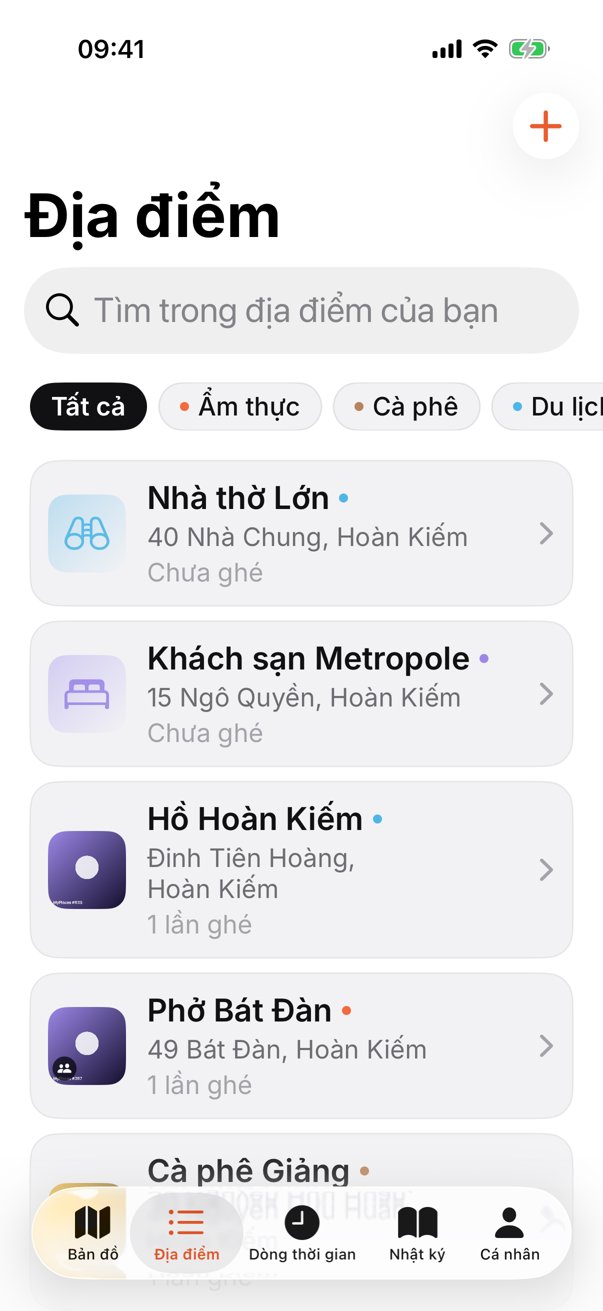 09:41
Địa điểm
Tìm trong địa điểm của bạn
Tất cả
Ẩm thực
Cà phê
Du lịch
Nhà thờ Lớn
40 Nhà Chung, Hoàn Kiếm
Chưa ghé
Khách sạn Metropole
15 Ngô Quyền, Hoàn Kiếm
Chưa ghé
Hồ Hoàn Kiếm
Đinh Tiên Hoàng,
Hoàn Kiếm
1 lần ghé
Phở Bát Đàn
49 Bát Đàn, Hoàn Kiếm
1 lần ghé
Cà phê Giảng
Bản đồ
Địa điểm
Dòng thời gian
Nhật ký
Cá nhân